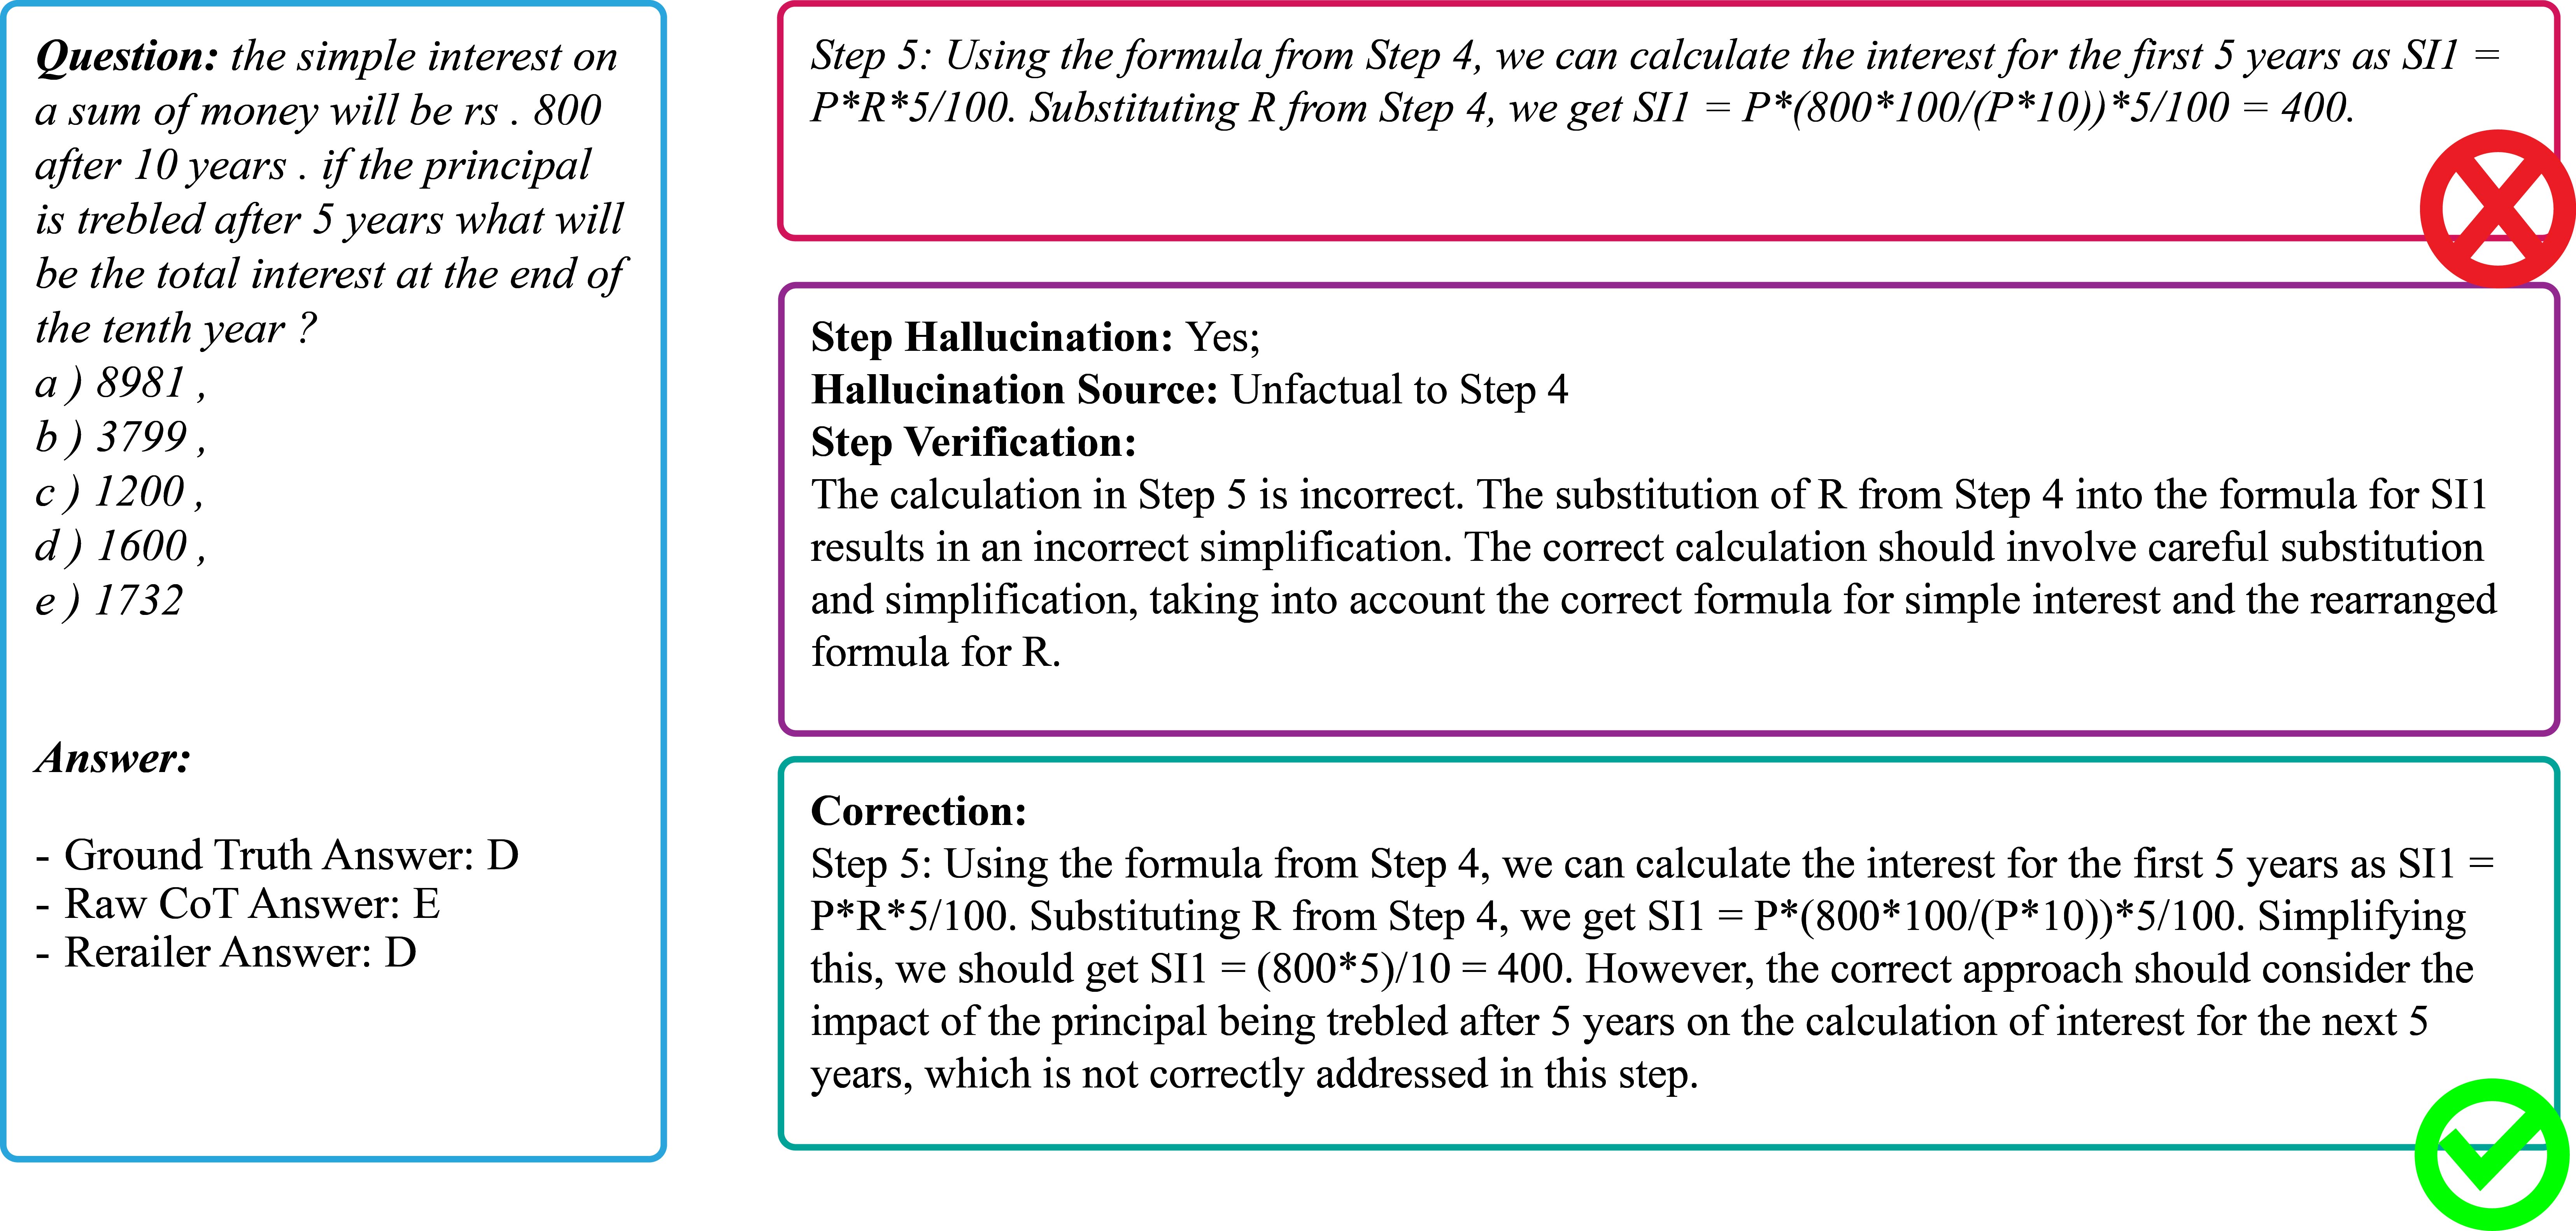 Question: the simple interest on
a sum of money will be rs . 800
after 10 years . if the principal
is trebled after 5 years what will
be the total interest at the end of
the tenth year ?
a ) 8981 ,
b ) 3799 ,
c ) 1200 ,
d ) 1600 ,
e ) 1732
Answer:
- Ground Truth Answer: D
- Raw CoT Answer: E
- Rerailer Answer: D
Step 5: Using the formula from Step 4, we can calculate the interest for the first 5 years as SI1 =
P*R*5/100. Substituting R from Step 4, we get SI1 = P*(800*100/(P*10))*5/100 = 400.
Step Hallucination: Yes;
Hallucination Source: Unfactual to Step 4
Step Verification:
The calculation in Step 5 is incorrect. The substitution of R from Step 4 into the formula for SI1
results in an incorrect simplification. The correct calculation should involve careful substitution
and simplification, taking into account the correct formula for simple interest and the rearranged
formula for R.
Correction:
Step 5: Using the formula from Step 4, we can calculate the interest for the first 5 years as SI1 =
P*R*5/100. Substituting R from Step 4, we get SI1 = P*(800*100/(P*10))*5/100. Simplifying
this, we should get SI1 = (800*5)/10 = 400. However, the correct approach should consider the
impact of the principal being trebled after 5 years on the calculation of interest for the next 5
years, which is not correctly addressed in this step.